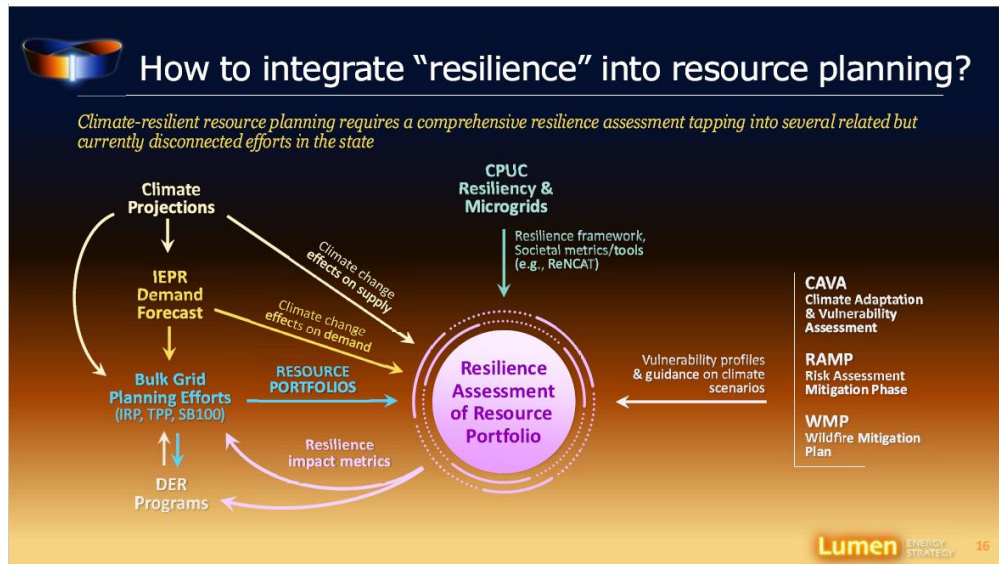 How to integrate “resilience” into resource planning?
Climate-resilient resource planning requires a comprehensive resilience assessment tapping into several related but
currently disconnected efforts in the state
Climate
Projections
CPUC
Resiliency &
Microgrids
Resilience framework,
Societal metrics/tools
(e.g., ReNCAT)
Climate change
effects on supply
IEPR
Demand
Forecast
Climate change
effects on demand
Bulk Grid
Planning Efforts
(IRP, TPP, SB100)
RESOURCE
PORTFOLIOS
Resilience
Assessment
of Resource
Portfolio
Vulnerability profiles
& guidance on climate
scenarios
CAVA
Climate Adaptation
& Vulnerability
Assessment
RAMP
Risk Assessment
Mitigation Phase
WMP
Wildfire Mitigation
Plan
Resilience
impact metrics
DER
Programs
Lumen ENERGY
STRATEGY
16